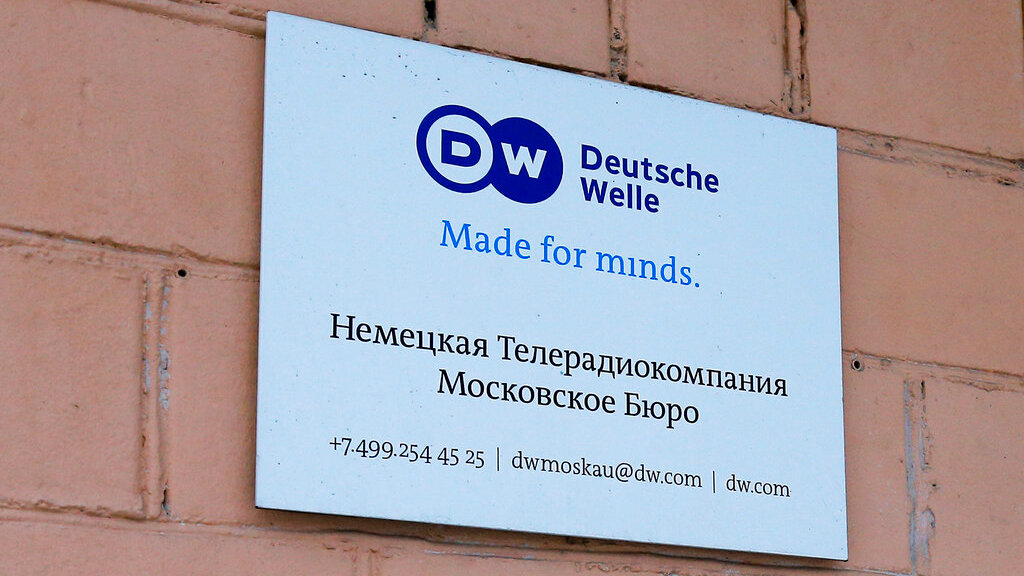 DW Deutsche
Welle
Made for mınds.
Немецкая Телерадиокомпания
Московское Бюро
+7.499.254 45 25 | dwmoskau@dw.com | dw.com